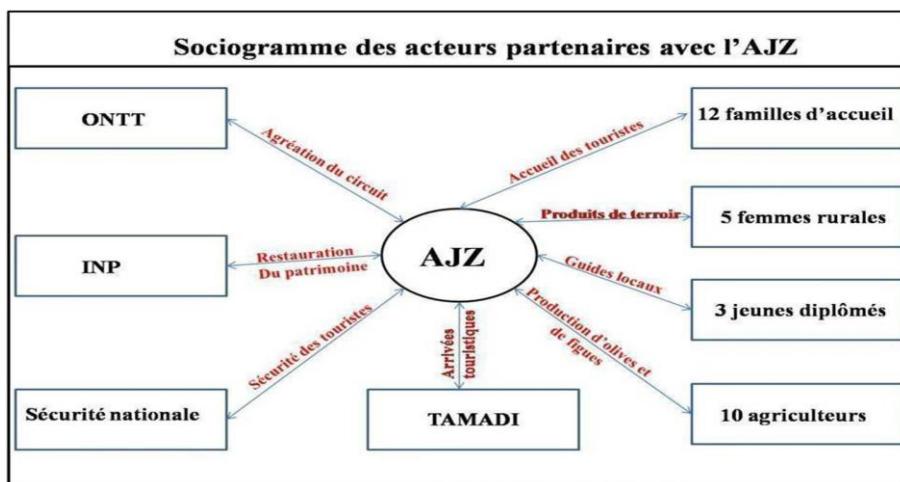 Sociogramme des acteurs partenaires avec l'AJZ
ONTT
12 familles d'accueil
Agréation du circuit
Accueil des touristes
Produits de terroir
5 femmes rurales
INP
Restauration
Du patrimoine
AJZ
Guides locaux
3 jeunes diplômés
Sécurité des touristes
Arrivées
touristiques
Production d'olives et
de figues
Sécurité nationale
TAMADI
10 agriculteurs